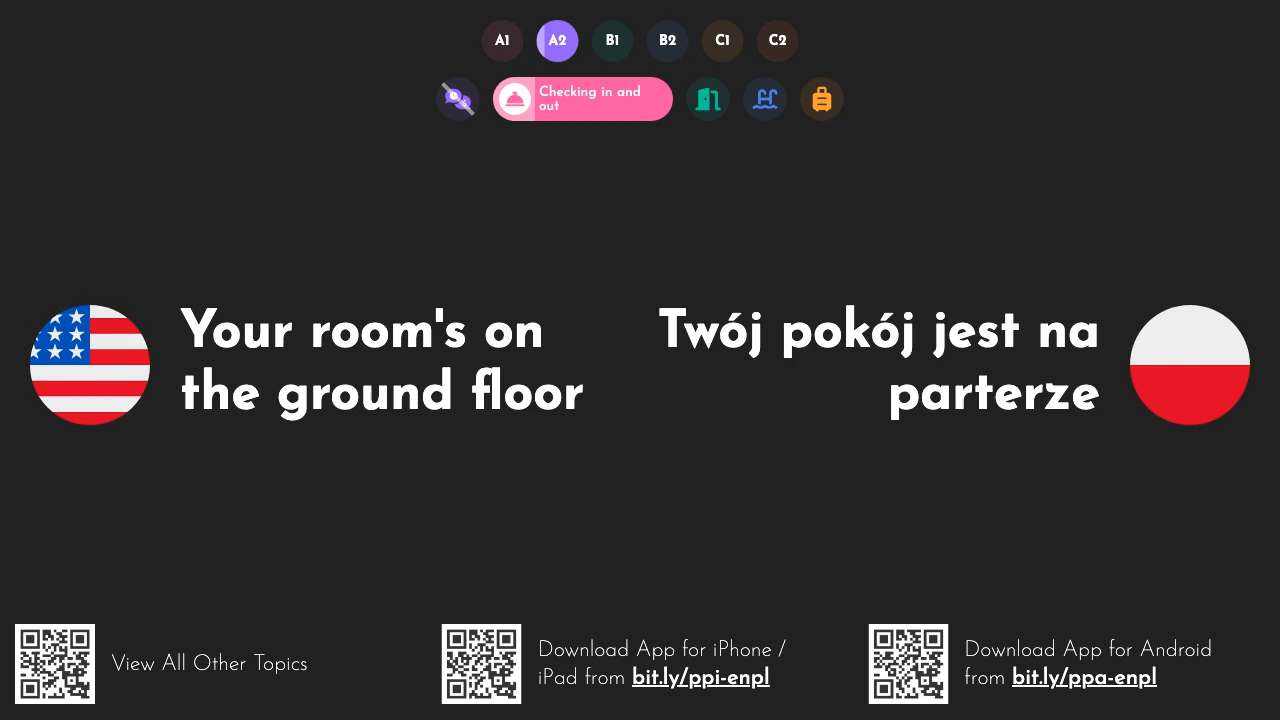 A1 A2 B1 B2 C1 C2
Checking in and
out
Your room's on
the ground floor
Twój pokój jest na
parterze
View All Other Topics
Download App for iPhone /
iPad from bit.ly/ppi-enpl
Download App for Android
from bit.ly/ppa-enpl